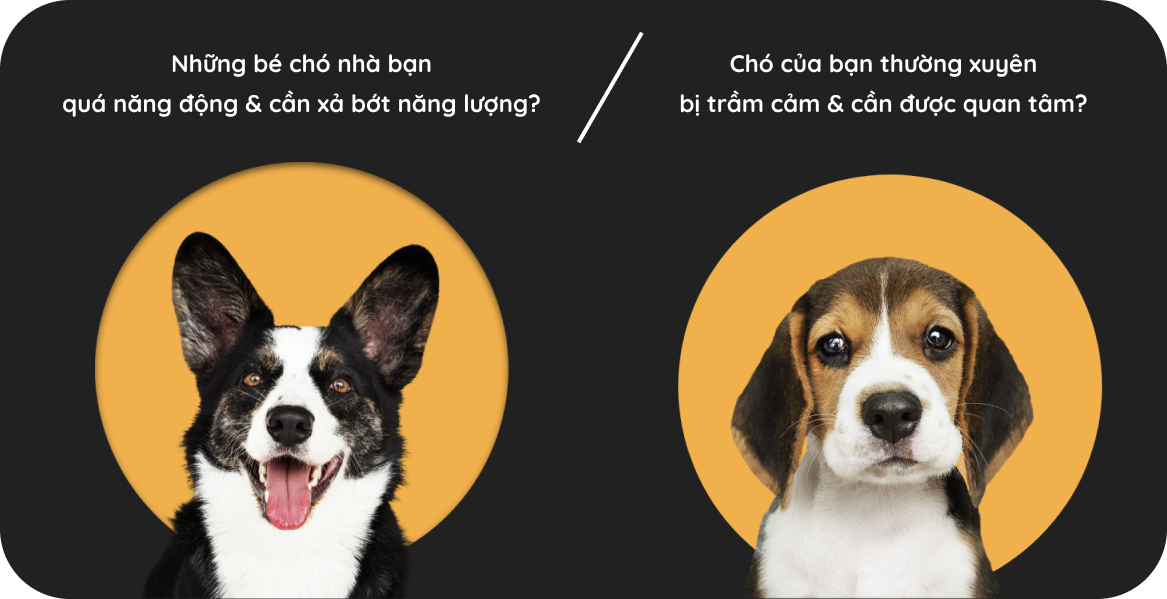 Những bé chó nhà bạn
quá năng động & cần xả bớt năng lượng?
Chó của bạn thường xuyên
bị trầm cảm & cần được quan tâm?